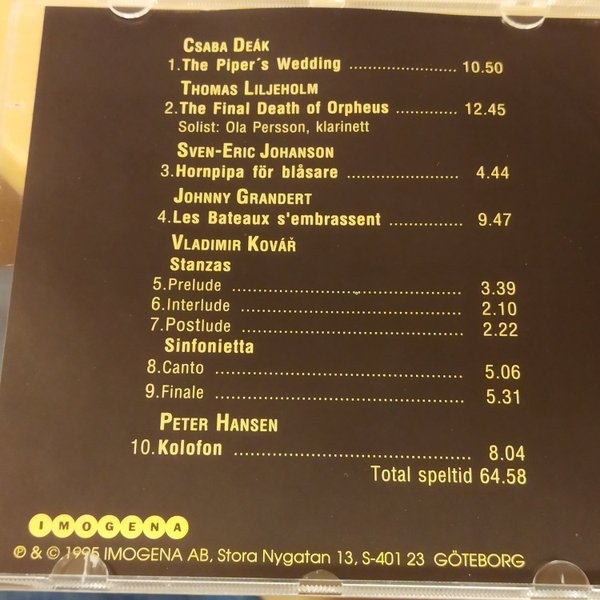 CSABA DEÁK
1.The Piper´s Wedding ..................... 10.50
THOMAS LILJEHOLM
2.The Final Death of Orpheus ............ 12.45
Solist: Ola Persson, klarinett
SVEN-ERIC JOHANSON
3.Hornpipa för blåsare ...................... 4.44
JOHNNY GRANDERT
4.Les Bateaux s'embrassent .............. 9.47
VLADIMIR KOVÁŘ
Stanzas
5.Prelude ........................................... 3.39
6.Interlude ......................................... 2.10
7.Postlude ......................................... 2.22
Sinfonietta
8.Canto .............................................. 5.06
9.Finale .............................................. 5.31
PETER HANSEN
10.Kolofon ........................................... 8.04
Total speltid 64.58
IMOGENA
℗ & © 1995 IMOGENA AB, Stora Nygatan 13, S-401 23 GÖTEBORG